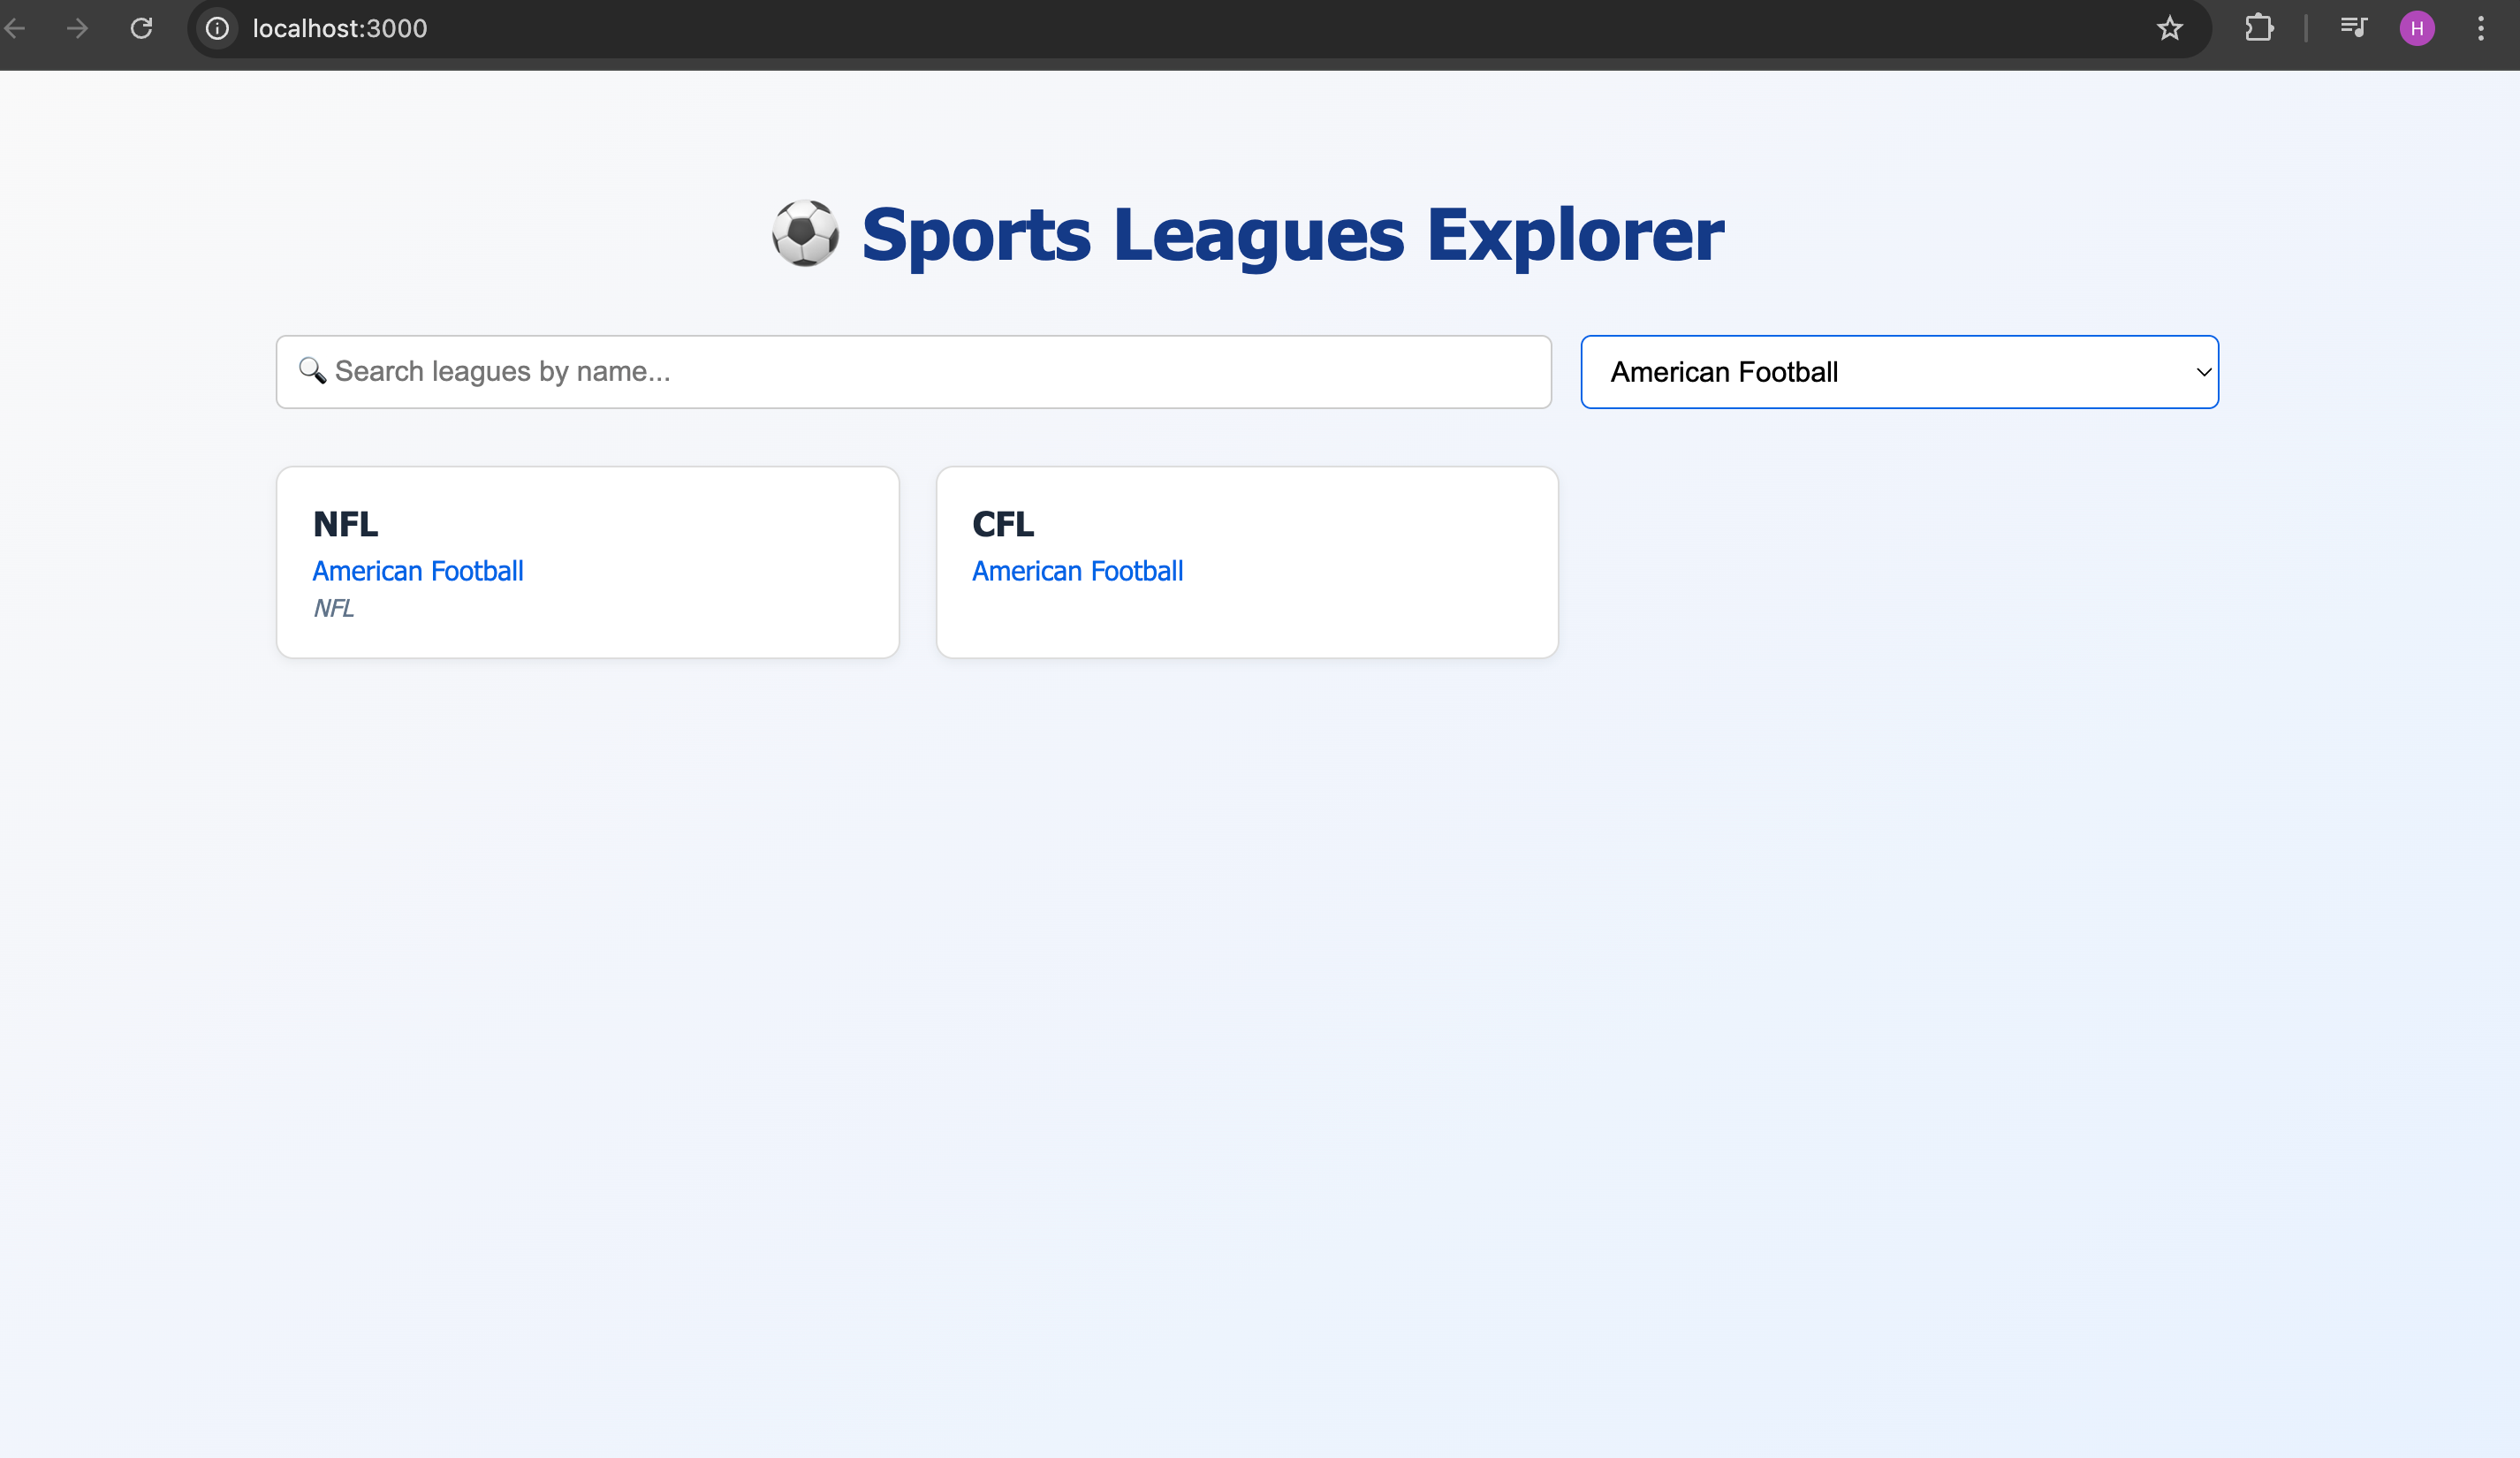 localhost:3000
H
⚽ Sports Leagues Explorer
🔍 Search leagues by name...
American Football
NFL
American Football
NFL
CFL
American Football